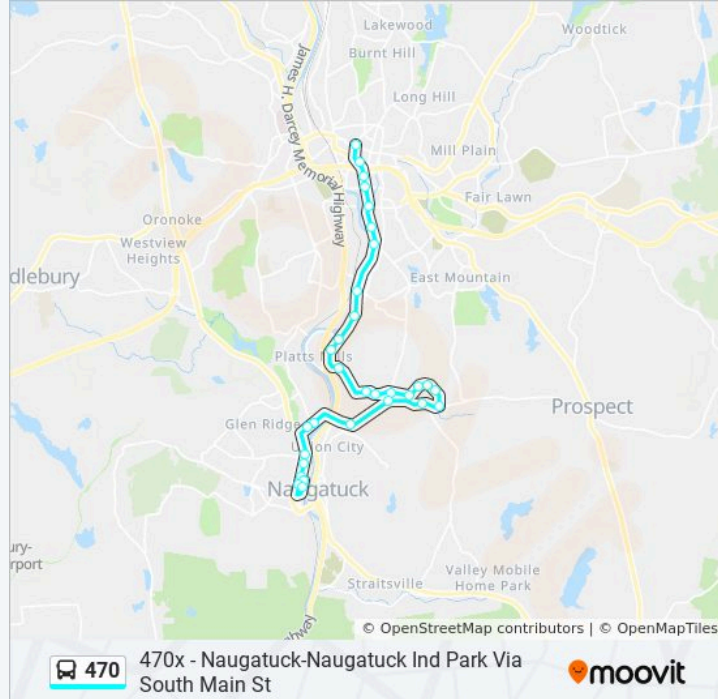 Lakewood
Woodtick
Burnt Hill
James H. Darcey Memorial Highway
Long Hill
Mill Plain
Fair Lawn
Oronoke
Westview
Heights
dlebury
East Mountain
Platts Mills
Prospect
Glen Ridge
Union City
Naugatuck
ury-
rport
Valley Mobile
Home Park
Straitsville
ghway
© OpenStreetMap contributors | © OpenMapTiles
470
470x - Naugatuck-Naugatuck Ind Park Via
South Main St
moovit